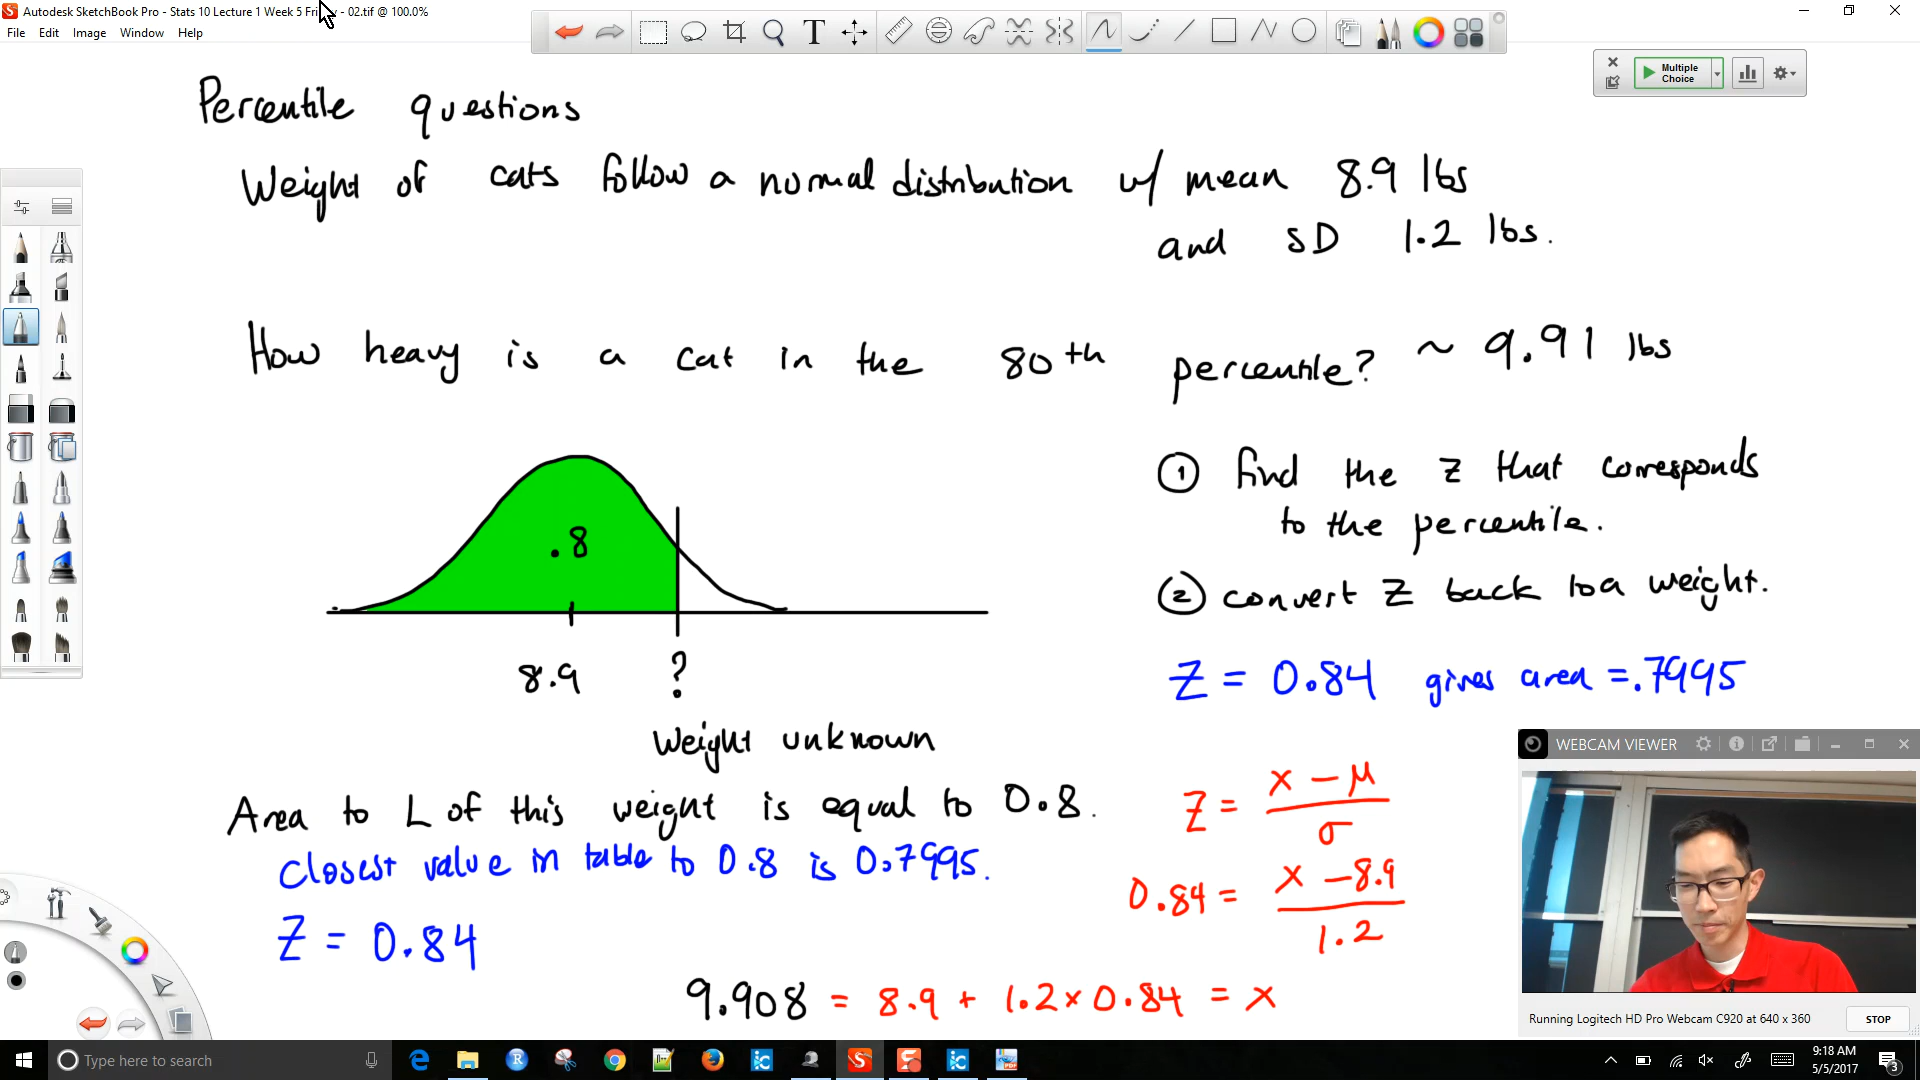 Autodesk SketchBook Pro - Stats 10 Lecture 1 Week 5 Fri - 02.tif @ 100.0%
File Edit Image Window Help
T
Multiple Choice
Percentile questions
Weight of cats follow a normal distribution w/ mean 8.9 lbs
and SD 1.2 lbs.
How heavy is a cat in the 80th percentile? ~ 9.91 lbs
① find the z that corresponds
to the percentile.
② convert Z back to a weight.
.8
8.9 ?
Weight unknown
Z = 0.84 gives area = .7995
Area to L of this weight is equal to 0.8.
Closest value in table to 0.8 is 0.7995.
Z = 0.84
Z = x - μ / σ
0.84 = x - 8.9 / 1.2
9.908 = 8.9 + 1.2 x 0.84 = x
WEBCAM VIEWER
Running Logitech HD Pro Webcam C920 at 640 x 360
STOP
Type here to search
9:18 AM
5/5/2017
3